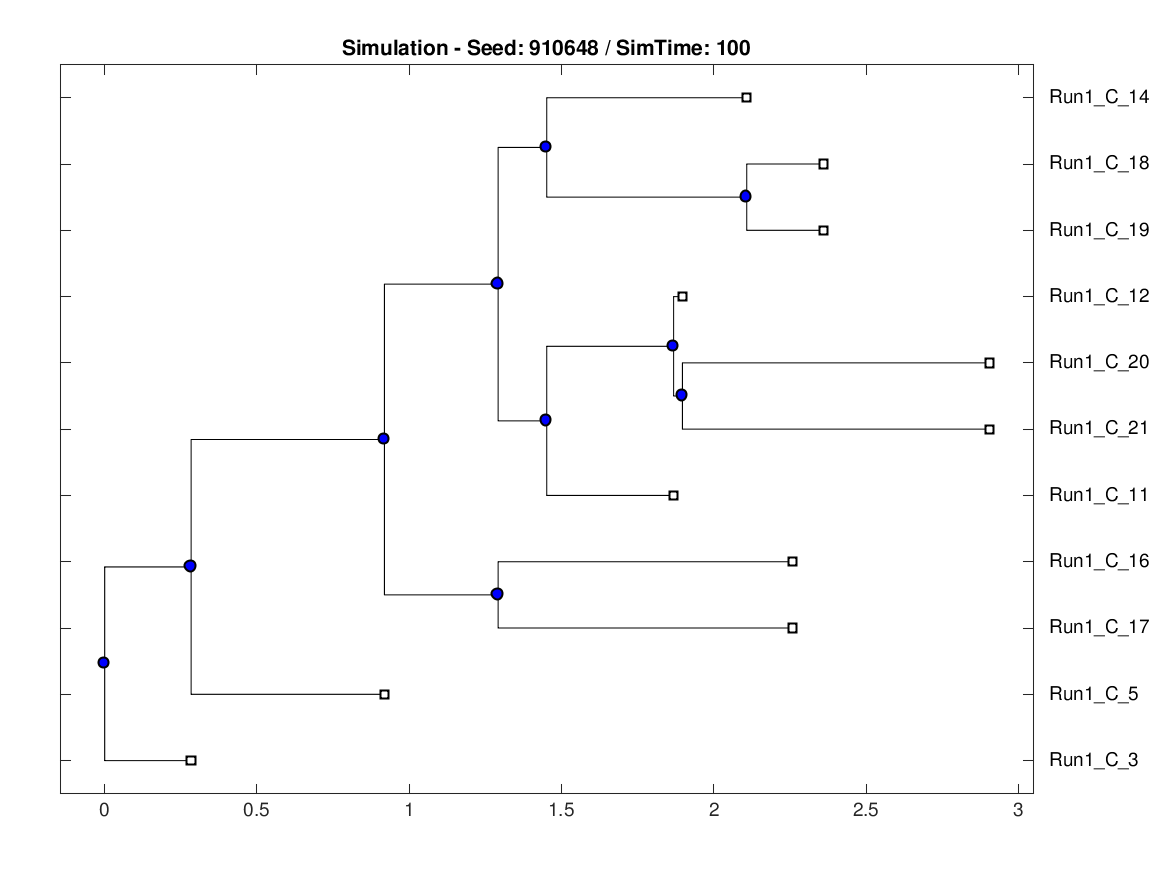 Simulation - Seed: 910648 / SimTime: 100
Run1_C_14
Run1_C_18
Run1_C_19
Run1_C_12
Run1_C_20
Run1_C_21
Run1_C_11
Run1_C_16
Run1_C_17
Run1_C_5
Run1_C_3
0 0.5 1 1.5 2 2.5 3